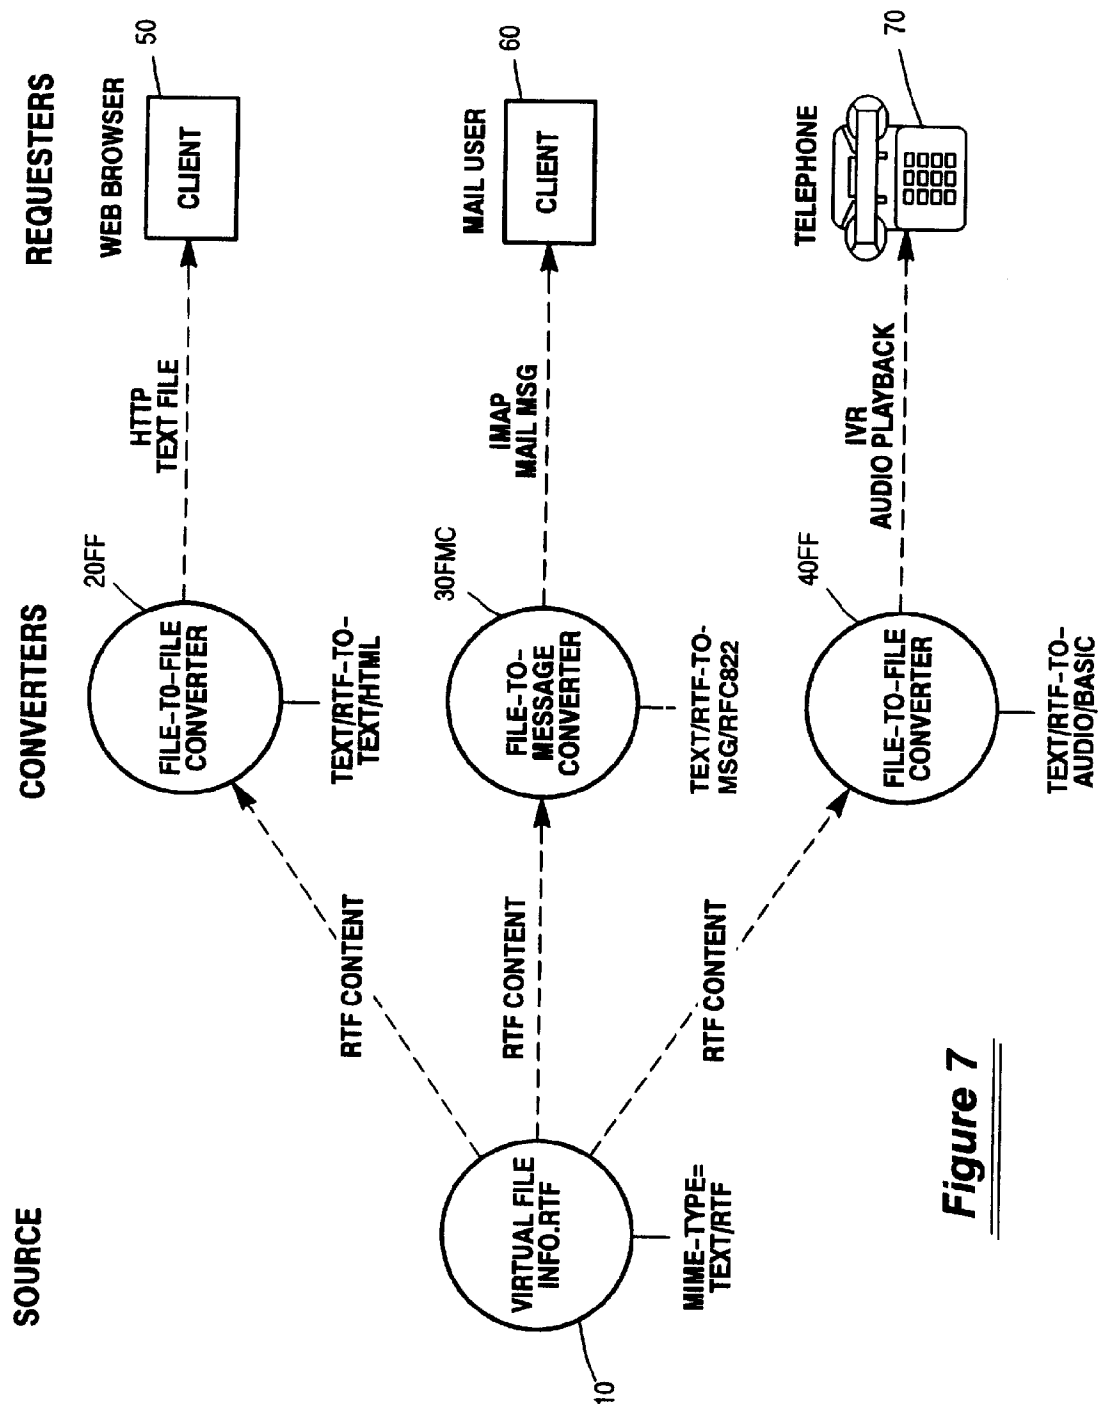 SOURCE
CONVERTERS
REQUESTERS
10
VIRTUAL FILE
INFO.RTF
MIME-TYPE=
TEXT/RTF
RTF CONTENT
RTF CONTENT
RTF CONTENT
20FF
FILE-TO-FILE
CONVERTER
TEXT/RTF-TO-
TEXT/HTML
HTTP
TEXT FILE
WEB BROWSER
CLIENT
50
30FMC
FILE-TO-
MESSAGE
CONVERTER
TEXT/RTF-TO-
MSG/RFC822
IMAP
MAIL MSG
MAIL USER
CLIENT
60
40FF
FILE-TO-FILE
CONVERTER
TEXT/RTF-TO-
AUDIO/BASIC
IVR
AUDIO PLAYBACK
TELEPHONE
70
Figure 7